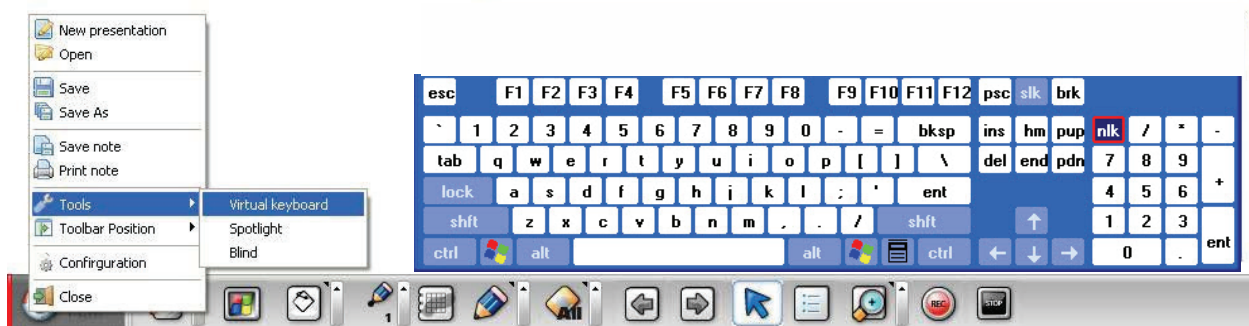 New presentation
Open
Save
Save As
Save note
Print note
Tools
Toolbar Position
Confirguration
Close
Virtual keyboard
Spotlight
Blind
esc F1 F2 F3 F4 F5 F6 F7 F8 F9 F10 F11 F12 psc slk brk
` 1 2 3 4 5 6 7 8 9 0 - = bksp ins hm pup nlk / * -
tab q w e r t y u i o p [ ] \ del end pdn 7 8 9 +
lock a s d f g h j k l ; ' ent 4 5 6
shft z x c v b n m , . / shft ↑ 1 2 3 ent
ctrl alt alt ctrl ← ↓ → 0 .
1 All REC STOP